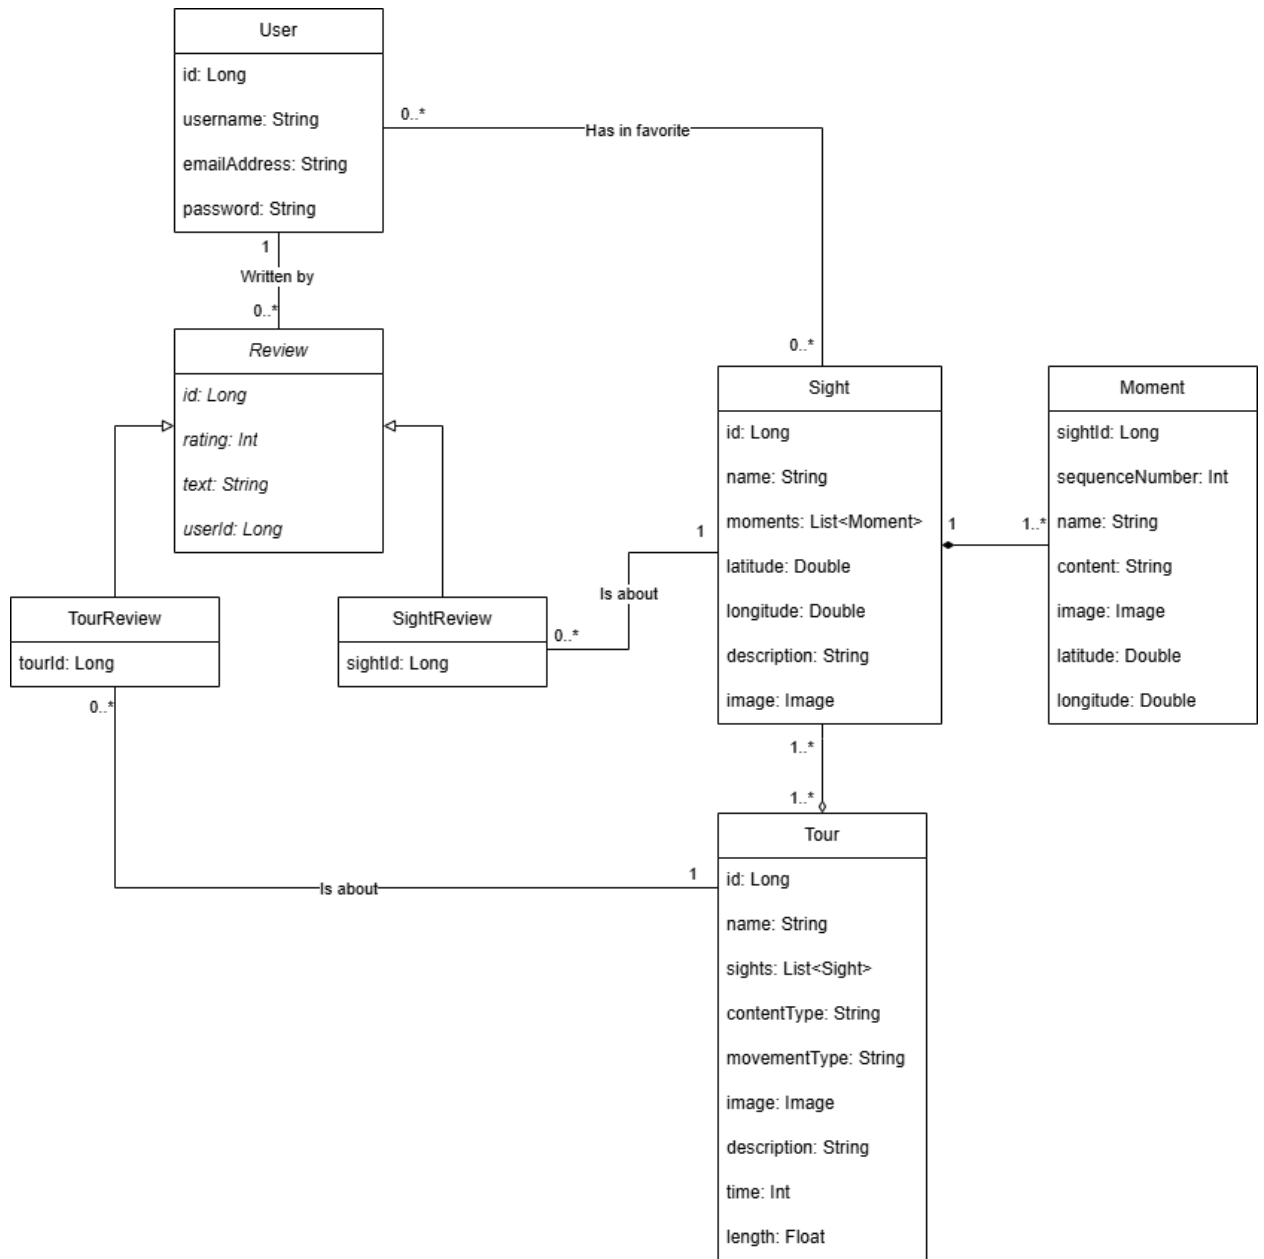 User
id: Long
username: String
emailAddress: String
password: String
0..*
Has in favorite
0..*
1
Written by
0..*
Review
id: Long
rating: Int
text: String
userId: Long
TourReview
tourId: Long
0..*
SightReview
sightId: Long
0..*
Is about
1
Sight
id: Long
name: String
moments: List<Moment>
latitude: Double
longitude: Double
description: String
image: Image
1
1..*
Moment
sightId: Long
sequenceNumber: Int
name: String
content: String
image: Image
latitude: Double
longitude: Double
1..*
1..*
Is about
1
Tour
id: Long
name: String
sights: List<Sight>
contentType: String
movementType: String
image: Image
description: String
time: Int
length: Float